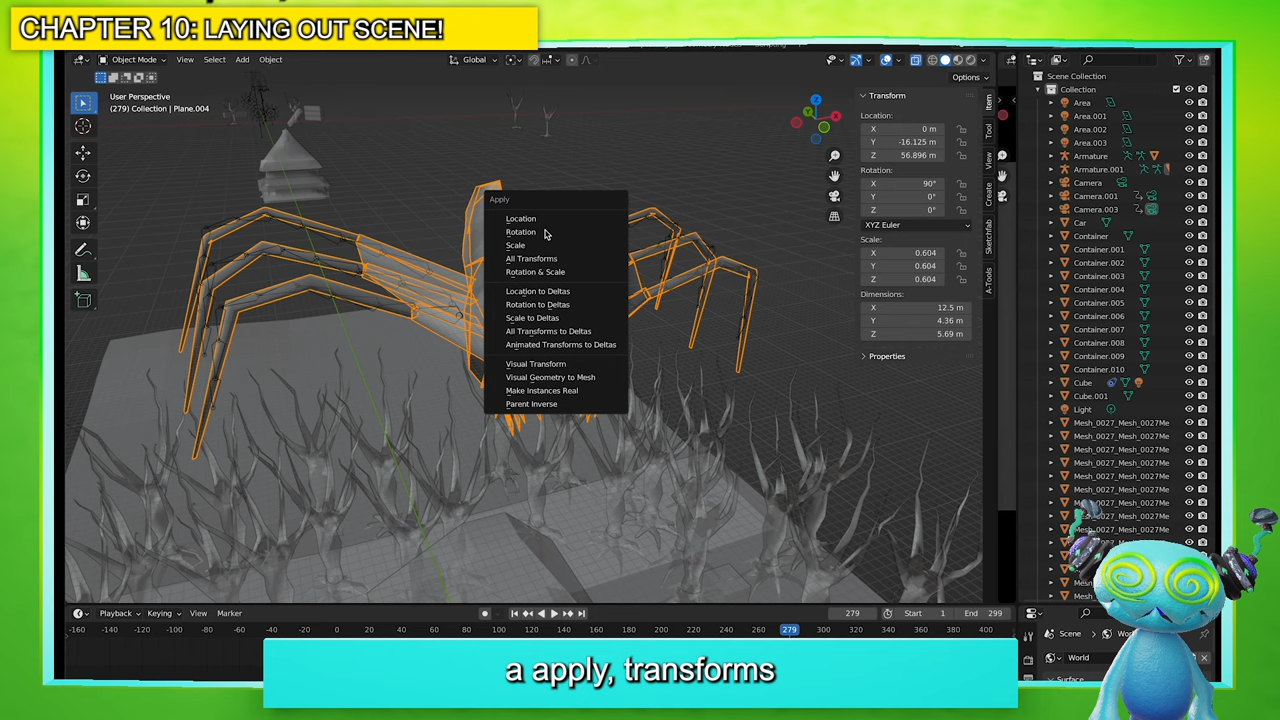 CHAPTER 10: LAYING OUT SCENE!
Object Mode View Select Add Object
Global
Options
User Perspective
(279) Collection | Plane.004
Apply
Location
Rotation
Scale
All Transforms
Rotation & Scale
Location to Deltas
Rotation to Deltas
Scale to Deltas
All Transforms to Deltas
Animated Transforms to Deltas
Visual Transform
Visual Geometry to Mesh
Make Instances Real
Parent Inverse
Transform
Location:
X 0 m
Y -16.125 m
Z 56.896 m
Rotation:
X 90°
Y 0°
Z 0°
XYZ Euler
Scale:
X 0.604
Y 0.604
Z 0.604
Dimensions:
X 12.5 m
Y 4.36 m
Z 5.69 m
Properties
Item
Tool
View
Create
Sketchfab
A-Tools
Scene Collection
Collection
Area
Area.001
Area.002
Area.003
Armature
Armature.001
Camera
Camera.001
Camera.003
Car
Container
Container.001
Container.002
Container.003
Container.004
Container.005
Container.006
Container.007
Container.008
Container.009
Container.010
Cube
Cube.001
Light
Mesh_0027_Mesh_0027Me
Mesh_0027_Mesh_0027Me
Mesh_0027_Mesh_0027Me
Mesh_0027_Mesh_0027Me
Mesh_0027_Mesh_0027Me
Mesh_0027_Mesh_0027Me
Mesh_0027_Mesh_0027Me
Mesh_0027Me
Mesh_0027Me
Playback Keying View Marker
279 Start 1 End 299
-160 -140 -120 -100 -80 -60 -40 -20 0 20 40 60 80 100 120 140 160 180 200 220 240 260 279 300 320 340 360 380 400
Scene
World
Surface
a apply, transforms